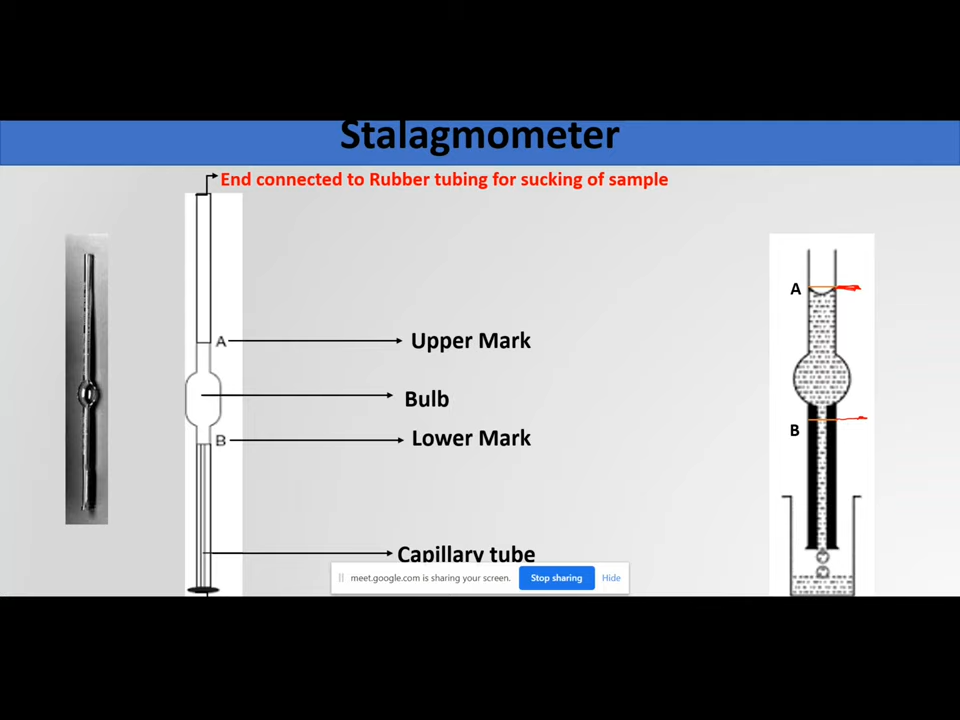 Stalagmometer
End connected to Rubber tubing for sucking of sample
A
Upper Mark
Bulb
B
Lower Mark
Capillary tube
A
B
meet.google.com is sharing your screen.
Stop sharing
Hide